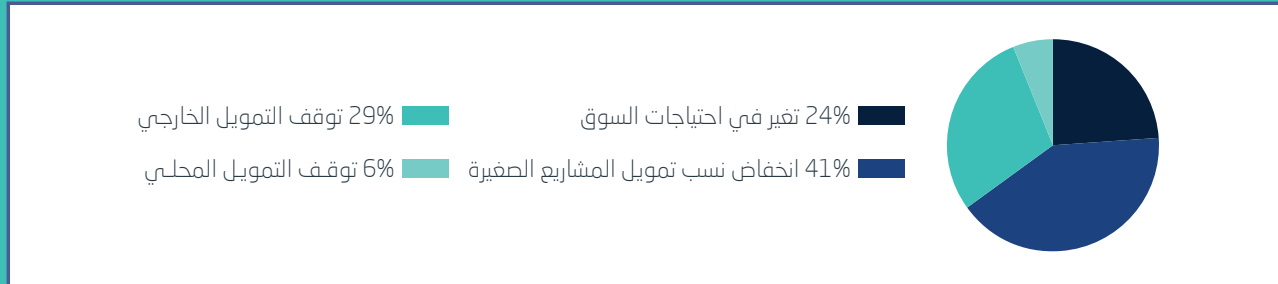 24% تغير في احتياجات السوق
41% انخفاض نسب تمويل المشاريع الصغيرة
29% توقف التمويل الخارجي
6% توقـف التمويـل المحلـي